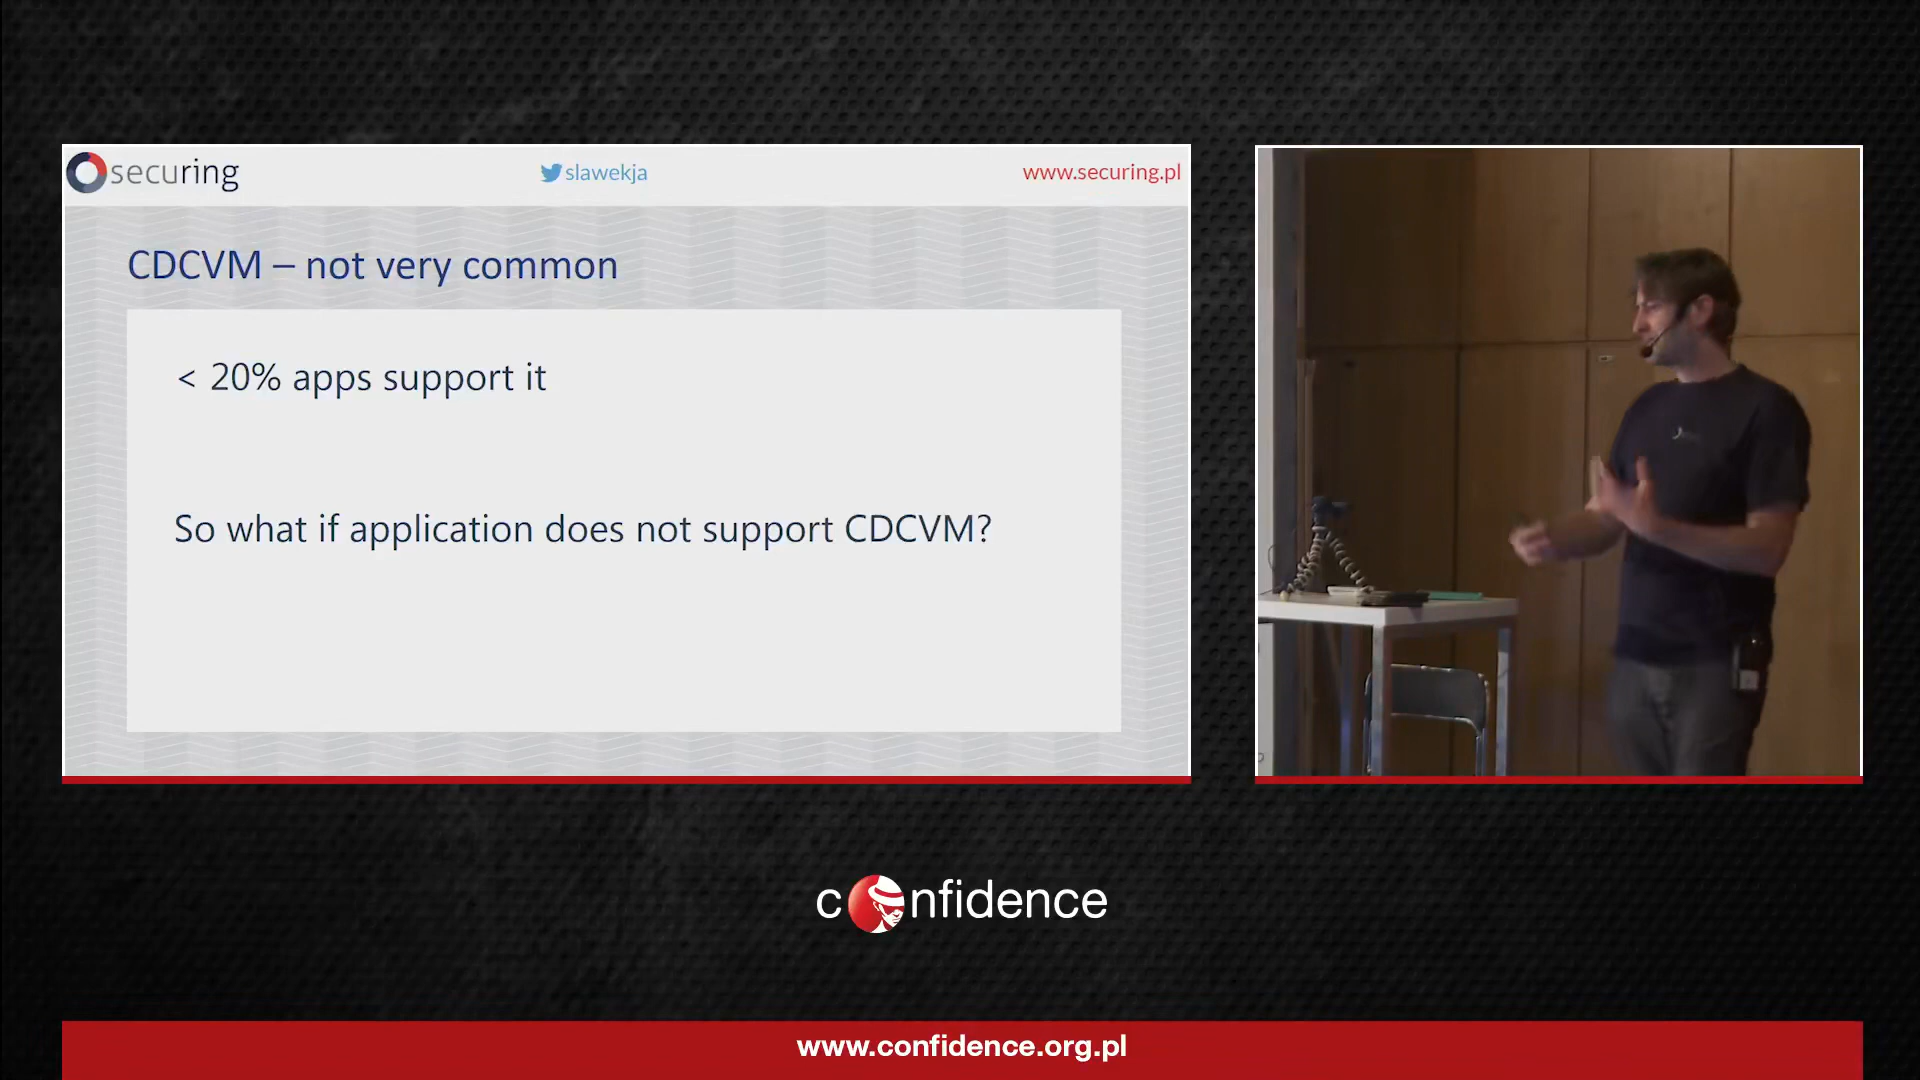 securing
slawekja
www.securing.pl
CDCVM – not very common
< 20% apps support it
So what if application does not support CDCVM?
confidence
www.confidence.org.pl